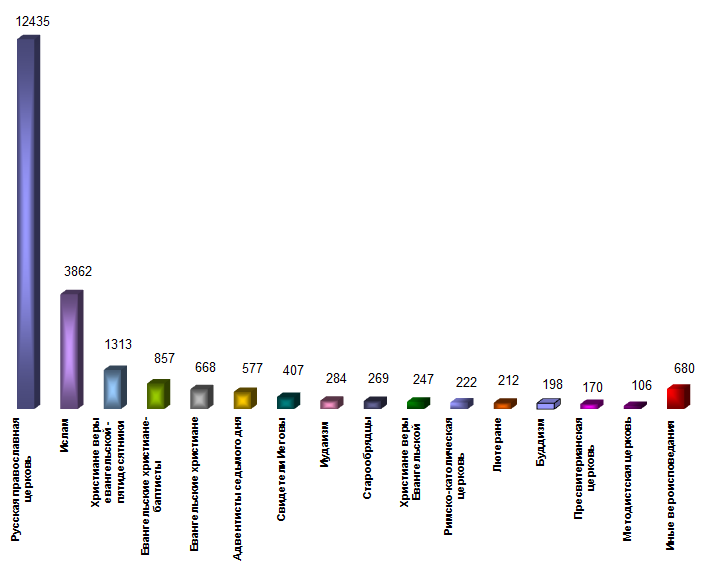 12435
3862
1313
857
668
577
407
284
269
247
222
212
198
170
106
680
Русская православная
церковь
Ислам
Христиане веры
евангельской -
пятидесятники
Евангельские христиане-
баптисты
Евангельские христиане
Адвентисты седьмого дня
Свидетели Иеговы
Иудаизм
Старообрядцы
Христиане веры
Евангельской
Римско-католическая
церковь
Лютеране
Буддизм
Пресвитерианская
церковь
Методистская церковь
Иные вероисповедания